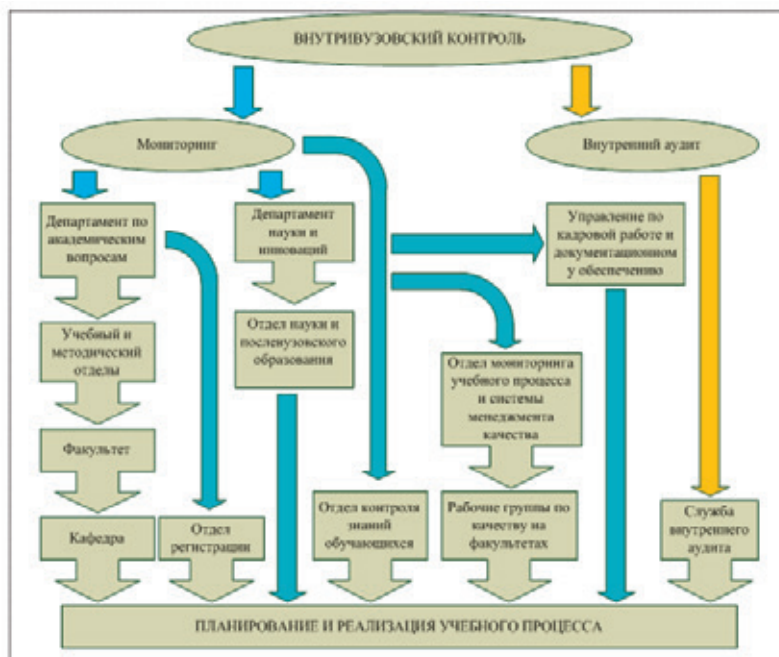 ВНУТРИВУЗОВСКИЙ КОНТРОЛЬ
Мониторинг
Внутренний аудит
Департамент по
академическим
вопросам
Департамент
науки и
инноваций
Управление по
кадровой работе и
документационном
у обеспечению
Учебный и
методический
отделы
Отдел науки и
послевузовского
образования
Отдел мониторинга
учебного процесса
и системы
менеджмента
качества
Факультет
Кафедра
Отдел
регистрации
Отдел контроля
знаний
обучающихся
Рабочие группы по
качеству на
факультетах
Служба
внутреннего
аудита
ПЛАНИРОВАНИЕ И РЕАЛИЗАЦИЯ УЧЕБНОГО ПРОЦЕССА